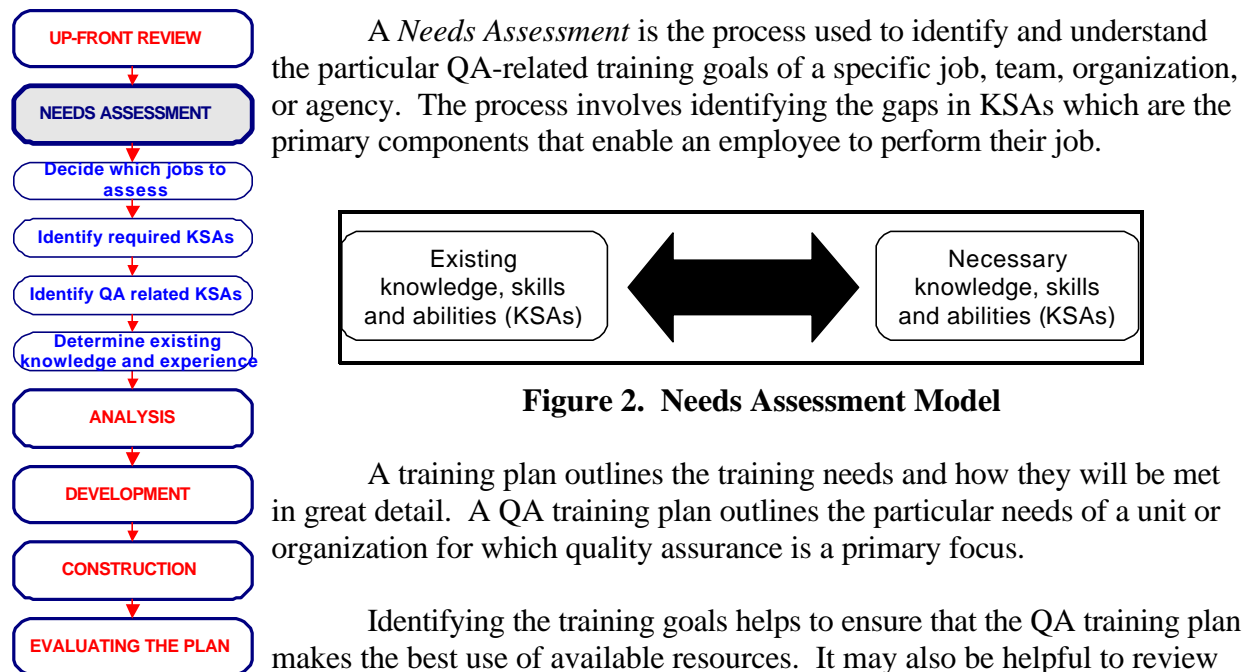 UP-FRONT REVIEW
NEEDS ASSESSMENT
Decide which jobs to
assess
Identify required KSAs
Identify QA related KSAs
Determine existing
knowledge and experience
ANALYSIS
DEVELOPMENT
CONSTRUCTION
EVALUATING THE PLAN
A Needs Assessment is the process used to identify and understand
the particular QA-related training goals of a specific job, team, organization,
or agency. The process involves identifying the gaps in KSAs which are the
primary components that enable an employee to perform their job.
Existing
knowledge, skills
and abilities (KSAs)
Necessary
knowledge, skills
and abilities (KSAs)
Figure 2. Needs Assessment Model
A training plan outlines the training needs and how they will be met
in great detail. A QA training plan outlines the particular needs of a unit or
organization for which quality assurance is a primary focus.
Identifying the training goals helps to ensure that the QA training plan
makes the best use of available resources. It may also be helpful to review